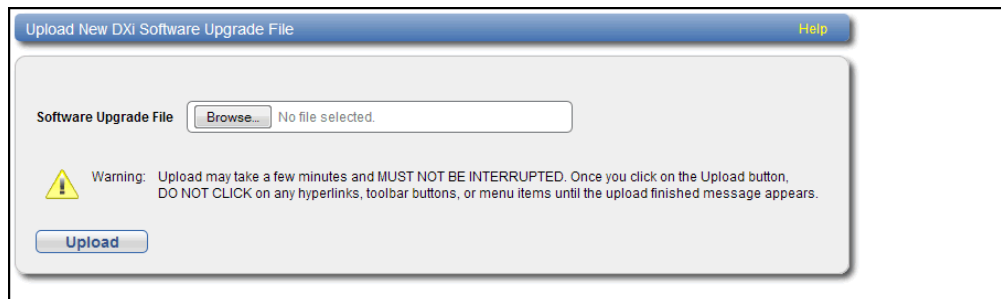 Upload New DXi Software Upgrade File Help
Software Upgrade File Browse... No file selected.
Warning: Upload may take a few minutes and MUST NOT BE INTERRUPTED. Once you click on the Upload button,
DO NOT CLICK on any hyperlinks, toolbar buttons, or menu items until the upload finished message appears.
Upload